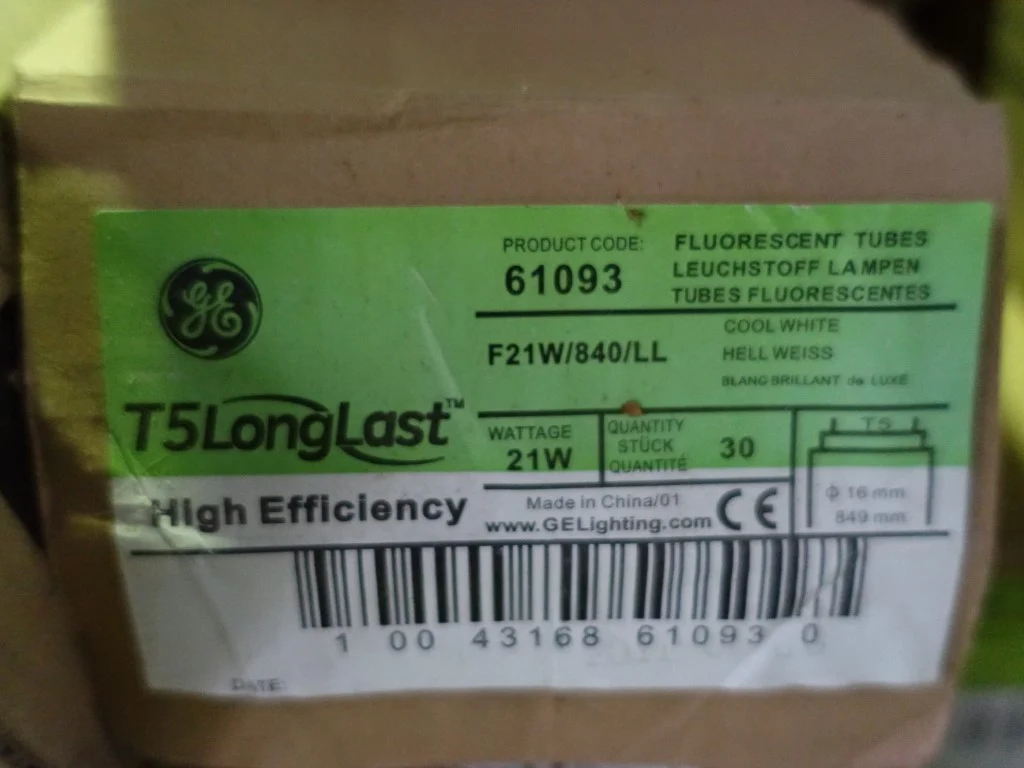 GE
T5LongLast™
High Efficiency
PRODUCT CODE:
61093
FLUORESCENT TUBES
LEUCHSTOFF LAMPEN
TUBES FLUORESCENTES
F21W/840/LL
COOL WHITE
HELL WEISS
BLANC BRILLANT de LUXE
WATTAGE
21W
QUANTITY
STÜCK
QUANTITÉ
30
T5
Φ 16 mm
849 mm
Made in China/01
www.GELighting.com
CE
1 00 43168 61093 0
DATE: